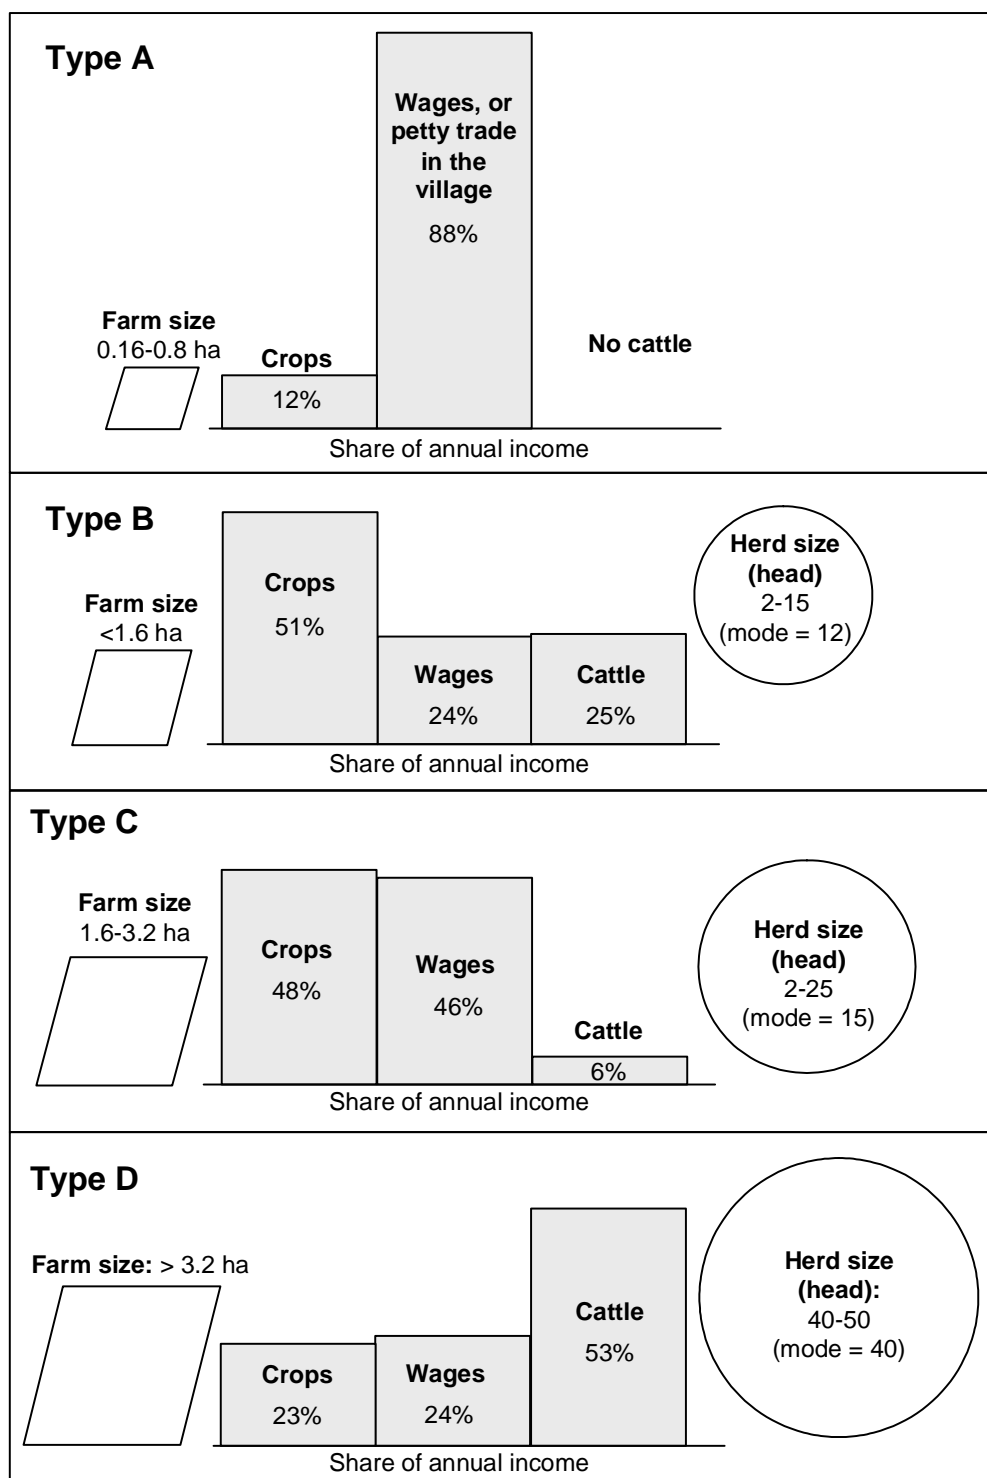 Type A
Wages, or
petty trade
in the
village
88%
Farm size
0.16-0.8 ha
Crops
12%
No cattle
Share of annual income
Type B
Crops
51%
Farm size
<1.6 ha
Wages
24%
Cattle
25%
Herd size
(head)
2-15
(mode = 12)
Share of annual income
Type C
Farm size
1.6-3.2 ha
Crops
48%
Wages
46%
Cattle
6%
Herd size
(head)
2-25
(mode = 15)
Share of annual income
Type D
Farm size: > 3.2 ha
Crops
23%
Wages
24%
Cattle
53%
Herd size
(head):
40-50
(mode = 40)
Share of annual income